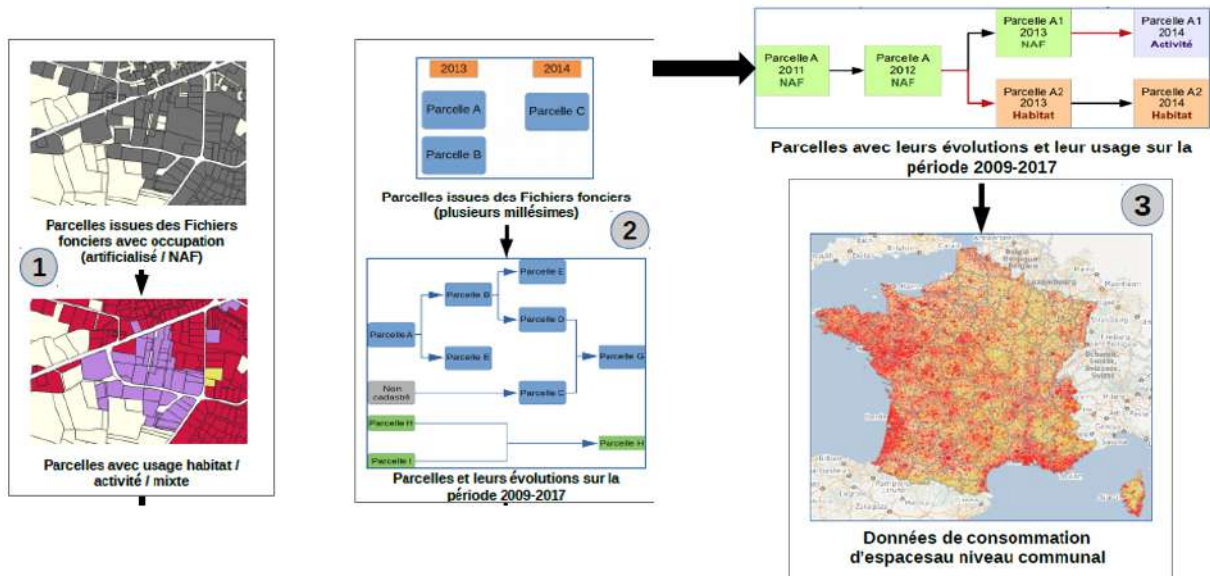 Parcelles issues des Fichiers
fonciers avec occupation
(artificialisé / NAF)
1
Parcelles avec usage habitat /
activité / mixte
2013
2014
Parcelle A
Parcelle C
Parcelle B
Parcelles issues des Fichiers fonciers
(plusieurs millésimes)
2
Parcelle E
Parcelle B
Parcelle D
Parcelle A
Parcelle E
Parcelle G
Non
cadastré
Parcelle C
Parcelle H
Parcelle H
Parcelle I
Parcelles et leurs évolutions sur la
période 2009-2017
Parcelle A
2011
NAF
Parcelle A
2012
NAF
Parcelle A1
2013
NAF
Parcelle A1
2014
Activité
Parcelle A2
2013
Habitat
Parcelle A2
2014
Habitat
Parcelles avec leurs évolutions et leur usage sur la
période 2009-2017
3
Données de consommation
d'espacesau niveau communal